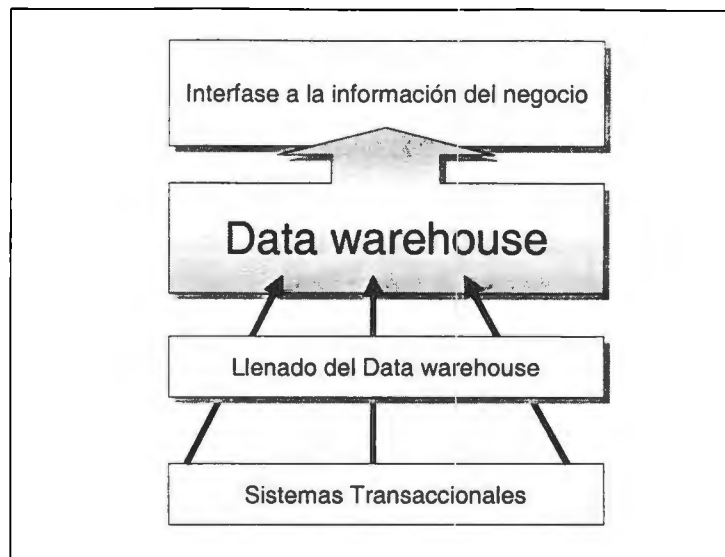 Interfase a la información del negocio
Data warehouse
Llenado del Data warehouse
Sistemas Transaccionales